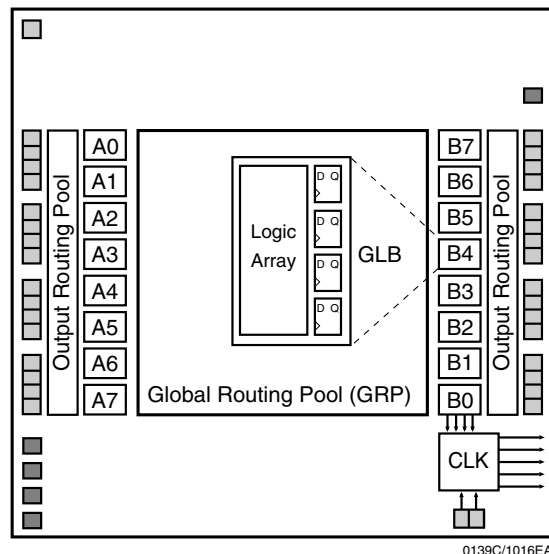 Output Routing Pool
A0
A1
A2
A3
A4
A5
A6
A7
Logic
Array
D Q
D Q
D Q
D Q
GLB
Global Routing Pool (GRP)
B7
B6
B5
B4
B3
B2
B1
B0
Output Routing Pool
CLK
0139C/1016EA